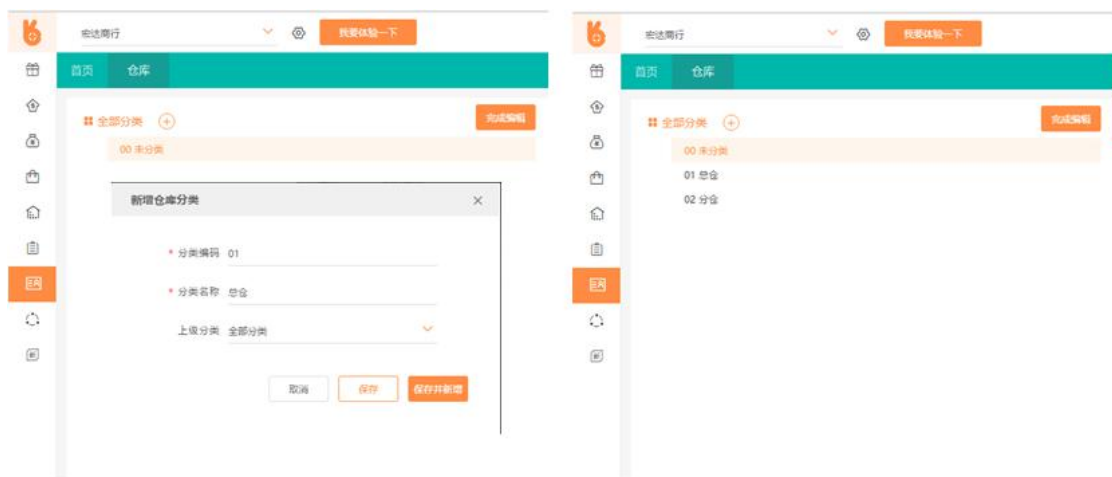 宏达商行
我要体验一下
首页 仓库
全部分类
完成编辑
00 未分类
新增仓库分类
* 分类编码 01
* 分类名称 总仓
上级分类 全部分类
取消 保存 保存并新增
宏达商行
我要体验一下
首页 仓库
全部分类
完成编辑
00 未分类
01 总仓
02 分仓